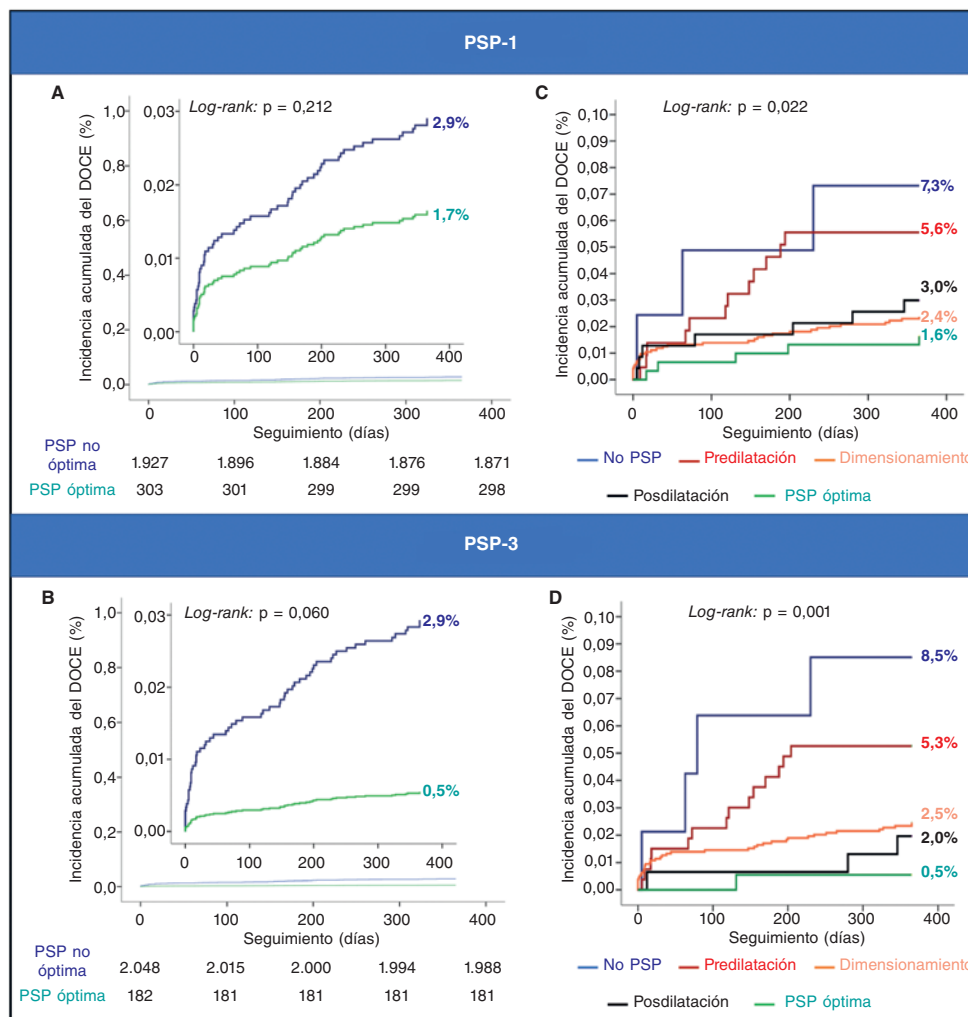 PSP-1
A
Log-rank: p = 0,212
Incidencia acumulada del DOCE (%)
1,0
0,8
0,6
0,4
0,2
0,0
0,03
0,02
0,01
0,00
2,9%
1,7%
0 100 200 300 400
0 100 200 300 400
Seguimiento (días)
PSP no óptima 1.927 1.896 1.884 1.876 1.871
PSP óptima 303 301 299 299 298
C
Log-rank: p = 0,022
Incidencia acumulada del DOCE (%)
0,10
0,09
0,08
0,07
0,06
0,05
0,04
0,03
0,02
0,01
0,00
7,3%
5,6%
3,0%
2,4%
1,6%
0 100 200 300 400
Seguimiento (días)
No PSP Predilatación Dimensionamiento
Posdilatación PSP óptima
PSP-3
B
Log-rank: p = 0,060
Incidencia acumulada del DOCE (%)
1,0
0,8
0,6
0,4
0,2
0,0
0,03
0,02
0,01
0,00
2,9%
0,5%
0 100 200 300 400
0 100 200 300 400
Seguimiento (días)
PSP no óptima 2.048 2.015 2.000 1.994 1.988
PSP óptima 182 181 181 181 181
D
Log-rank: p = 0,001
Incidencia acumulada del DOCE (%)
0,10
0,09
0,08
0,07
0,06
0,05
0,04
0,03
0,02
0,01
0,00
8,5%
5,3%
2,5%
2,0%
0,5%
0 100 200 300 400
Seguimiento (días)
No PSP Predilatación Dimensionamiento
Posdilatación PSP óptima